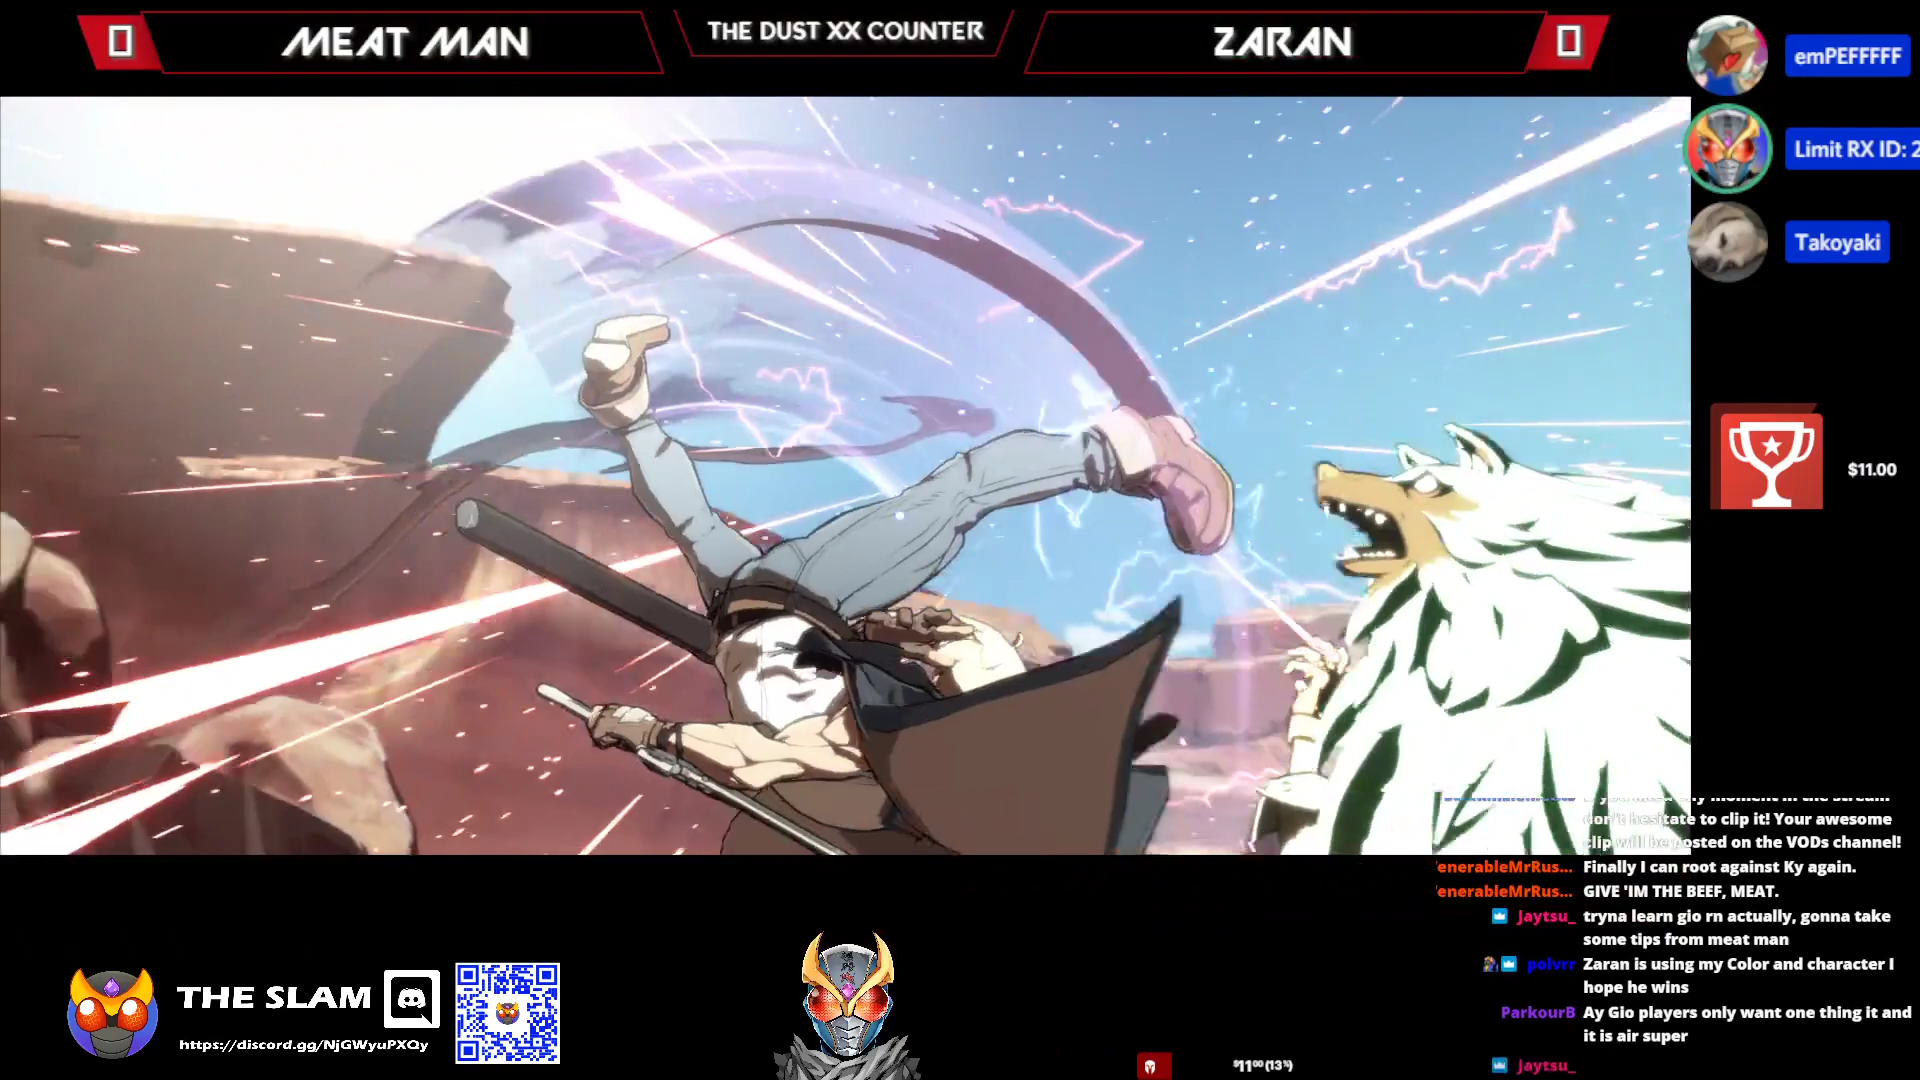 0 MEAT MAN THE DUST XX COUNTER ZARAN 0
emPEFFFFF
Limit RX ID: 2
Takoyaki
$11.00
don't hesitate to clip it! Your awesome
clip will be posted on the VODs channel!
enerableMrRus... Finally I can root against Ky again.
enerableMrRus... GIVE 'IM THE BEEF, MEAT.
Jaytsu_ tryna learn gio rn actually, gonna take
some tips from meat man
polvrr Zaran is using my Color and character I
hope he wins
ParkourB Ay Gio players only want one thing it and
it is air super
Jaytsu_
THE SLAM
https://discord.gg/NjGWyuPXQy
$11.00 (13%)